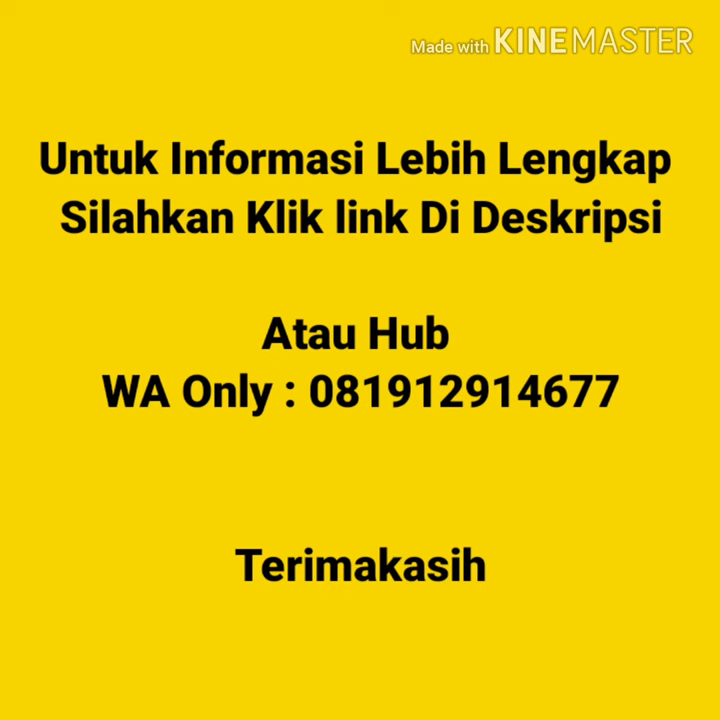 Made with KINEMASTER
Untuk Informasi Lebih Lengkap
Silahkan Klik link Di Deskripsi
Atau Hub
WA Only : 081912914677
Terimakasih